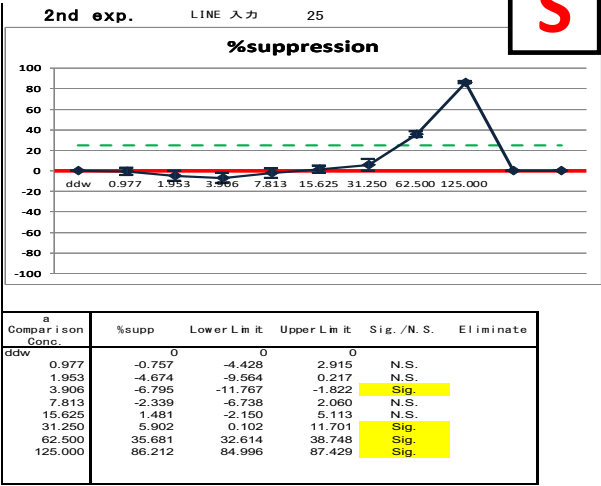 2nd exp. LINE 入力 25
S
%suppression
100
80
60
40
20
0
ddw 0.977 1.953 3.906 7.813 15.625 31.250 62.500 125.000
-20
-40
-60
-80
-100
a
Comparison %supp LowerLimit UpperLimit Sig./N.S. Eliminate
Conc.
ddw 0 0 0
0.977 -0.757 -4.428 2.915 N.S.
1.953 -4.674 -9.564 0.217 N.S.
3.906 -6.795 -11.767 -1.822 Sig.
7.813 -2.339 -6.738 2.060 N.S.
15.625 1.481 -2.150 5.113 N.S.
31.250 5.902 0.102 11.701 Sig.
62.500 35.681 32.614 38.748 Sig.
125.000 86.212 84.996 87.429 Sig.